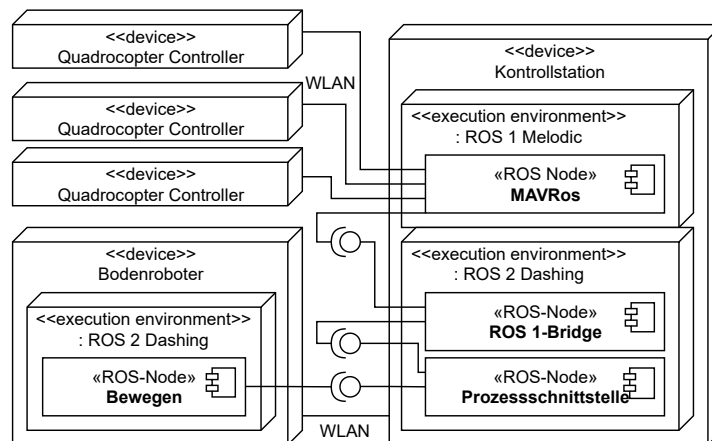 <<device>>
Quadrocopter Controller
<<device>>
Quadrocopter Controller
<<device>>
Quadrocopter Controller
WLAN
<<device>>
Kontrollstation
<<execution environment>>
: ROS 1 Melodic
«ROS Node»
MAVRos
<<execution environment>>
: ROS 2 Dashing
«ROS-Node»
ROS 1-Bridge
«ROS-Node»
Prozessschnittstelle
<<device>>
Bodenroboter
<<execution environment>>
: ROS 2 Dashing
«ROS-Node»
Bewegen
WLAN